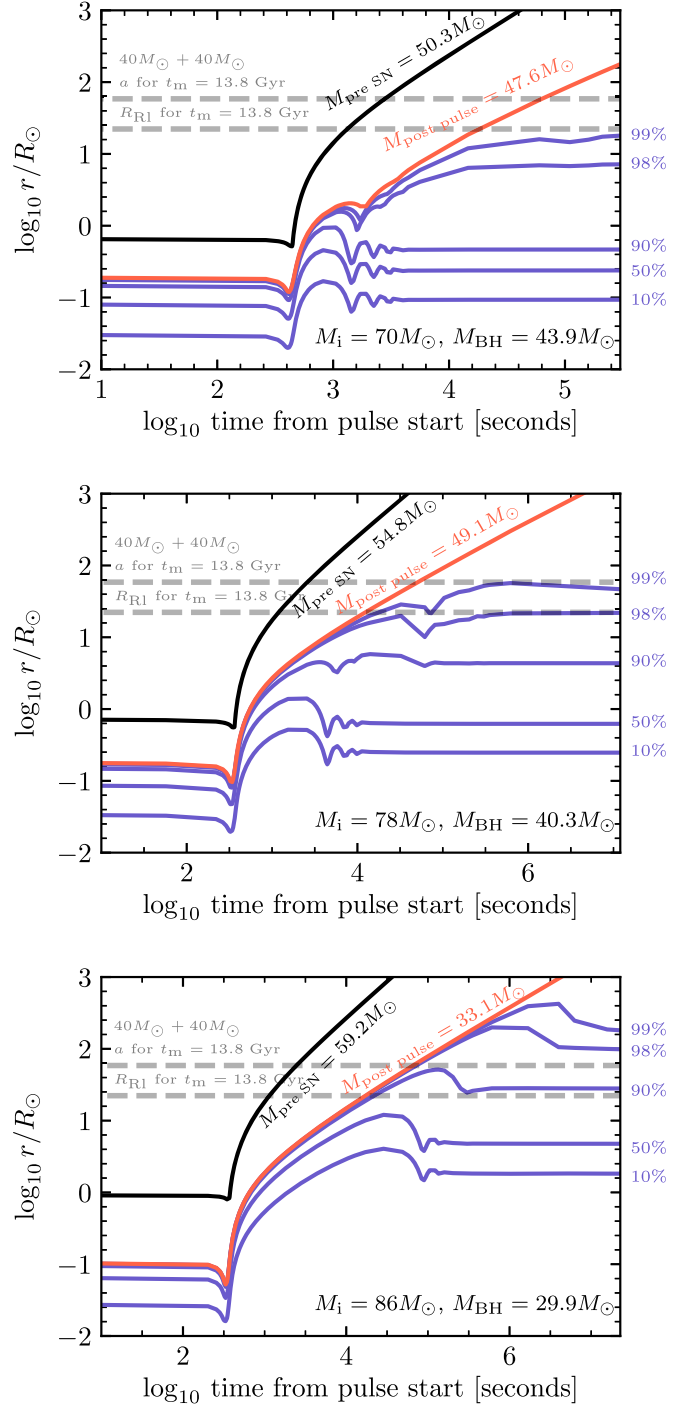 3
40M⊙ + 40M⊙
a for tm = 13.8 Gyr
Mpre SN = 50.3M⊙
2
Mpost pulse = 47.6M⊙
RRl for tm = 13.8 Gyr
99%
1
98%
log10 r/R⊙
0
90%
50%
−1
10%
Mi = 70M⊙, MBH = 43.9M⊙
−2
1 2 3 4 5
log10 time from pulse start [seconds]
3
40M⊙ + 40M⊙
a for tm = 13.8 Gyr
Mpre SN = 54.8M⊙
Mpost pulse = 49.1M⊙
2
99%
RRl for tm = 13.8 Gyr
98%
1
90%
log10 r/R⊙
0
50%
10%
−1
Mi = 78M⊙, MBH = 40.3M⊙
−2
2 3 4 5 6 7
log10 time from pulse start [seconds]
3
40M⊙ + 40M⊙
a for tm = 13.8 Gyr
Mpre SN = 59.2M⊙
Mpost pulse = 33.1M⊙
99%
2
98%
RRl for tm = 13.8 Gyr
90%
1
50%
log10 r/R⊙
10%
0
−1
Mi = 86M⊙, MBH = 29.9M⊙
−2
2 3 4 5 6 7
log10 time from pulse start [seconds]